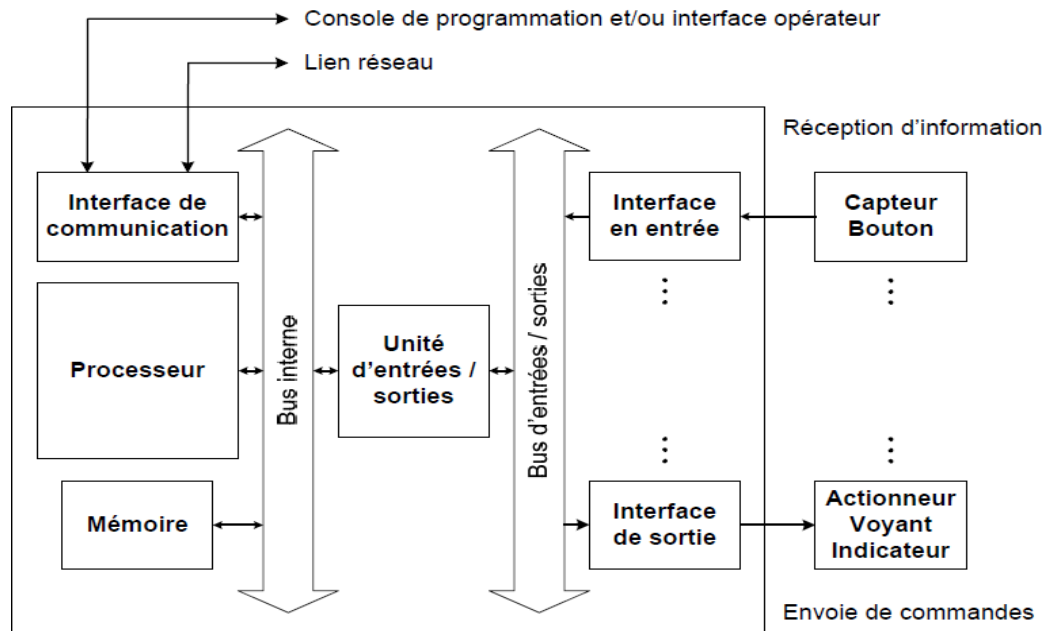 Console de programmation et/ou interface opérateur
Lien réseau
Réception d'information
Interface de
communication
Interface
en entrée
Capteur
Bouton
Processeur
Bus interne
Unité
d'entrées /
sorties
Bus d'entrées / sorties
Mémoire
Interface
de sortie
Actionneur
Voyant
Indicateur
Envoie de commandes